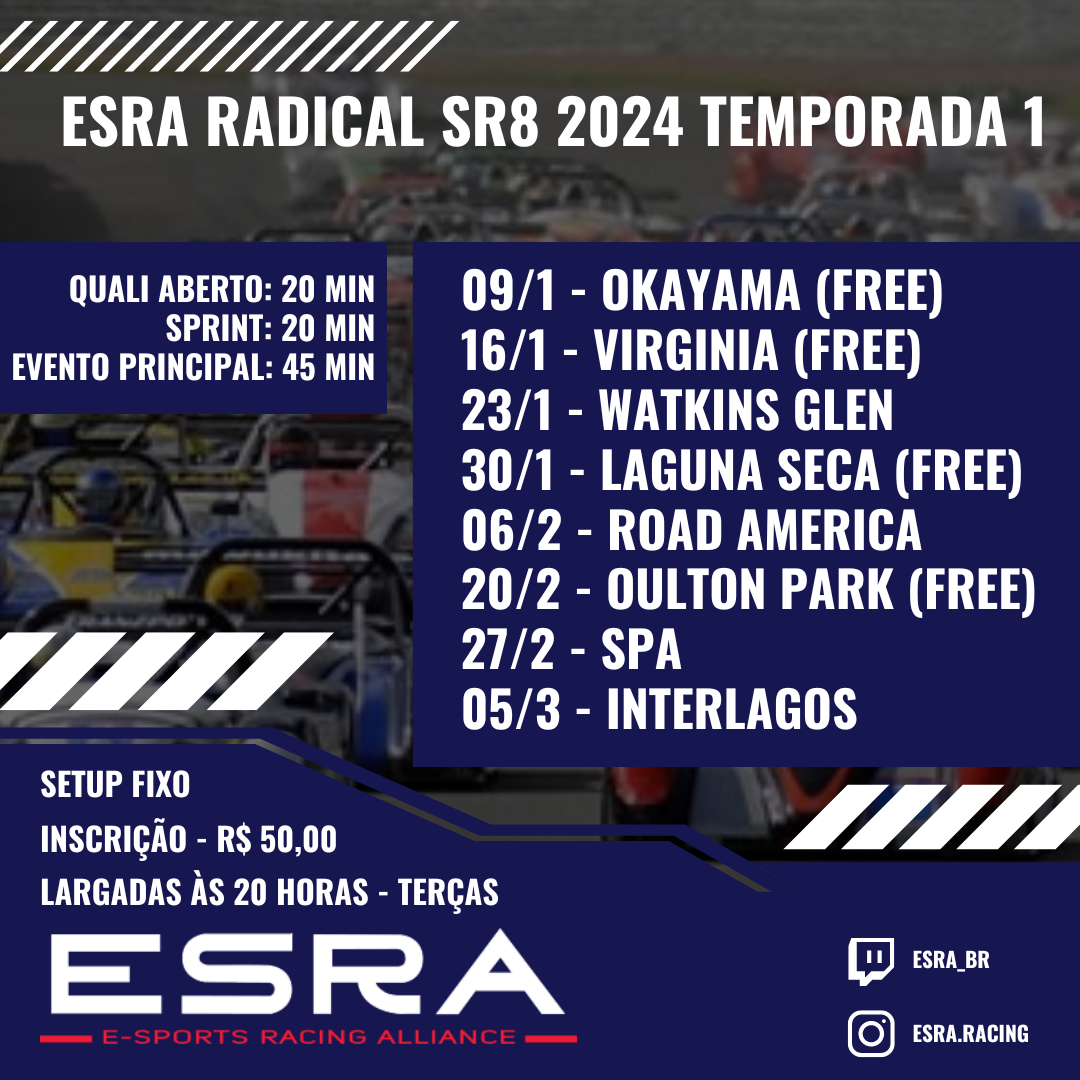 ESRA RADICAL SR8 2024 TEMPORADA 1
QUALI ABERTO: 20 MIN
SPRINT: 20 MIN
EVENTO PRINCIPAL: 45 MIN
09/1 - OKAYAMA (FREE)
16/1 - VIRGINIA (FREE)
23/1 - WATKINS GLEN
30/1 - LAGUNA SECA (FREE)
06/2 - ROAD AMERICA
20/2 - OULTON PARK (FREE)
27/2 - SPA
05/3 - INTERLAGOS
SETUP FIXO
INSCRIÇÃO - R$ 50,00
LARGADAS ÀS 20 HORAS - TERÇAS
ESRA
E-SPORTS RACING ALLIANCE
ESRA_BR
ESRA.RACING